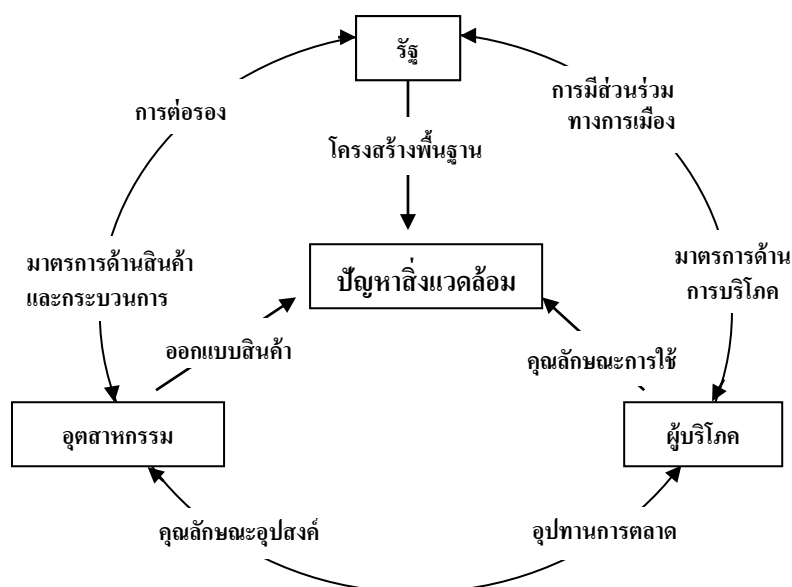 รัฐ
การมีส่วนร่วม
ทางการเมือง
การต่อรอง
โครงสร้างพื้นฐาน
มาตรการด้านสินค้า
และกระบวนการ
ปัญหาสิ่งแวดล้อม
มาตรการด้าน
การบริโภค
ออกแบบสินค้า
คุณลักษณะการใช้
อุตสาหกรรม
ผู้บริโภค
คุณลักษณะอุปสงค์
อุปทานการตลาด